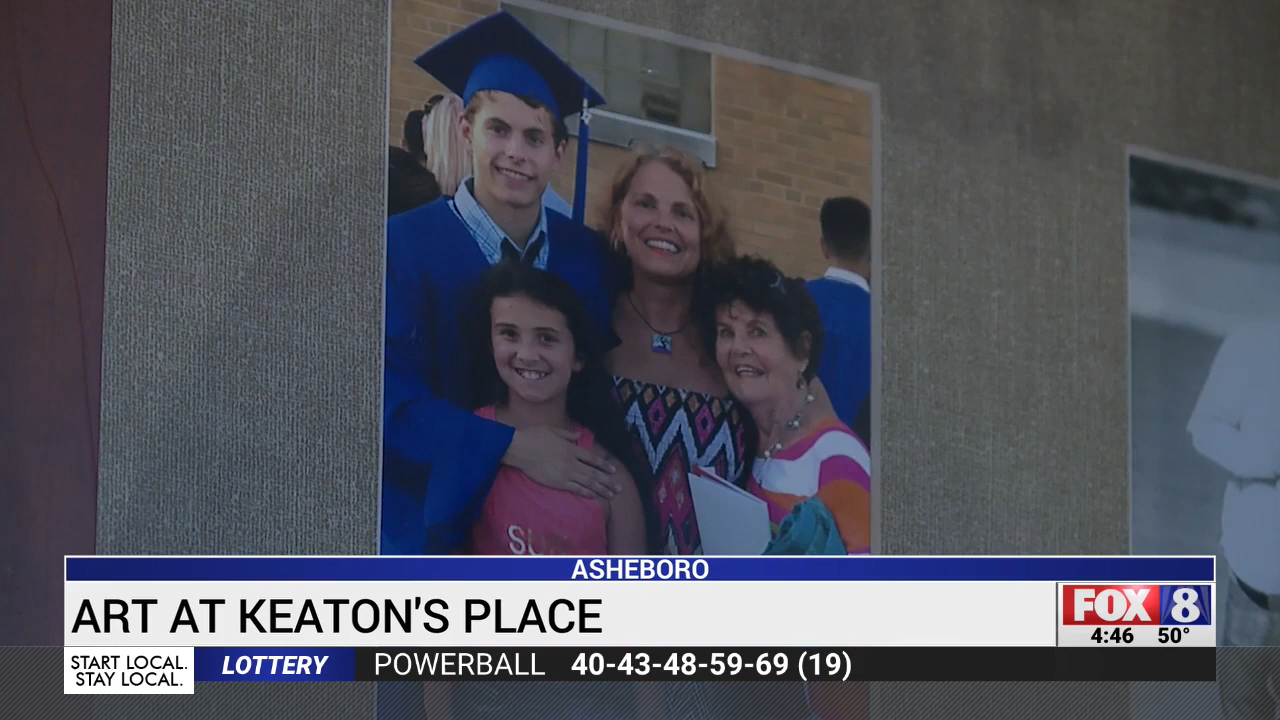 SU
ASHEBORO
ART AT KEATON'S PLACE
FOX 8
4:46 50°
START LOCAL.
STAY LOCAL.
LOTTERY POWERBALL 40-43-48-59-69 (19)